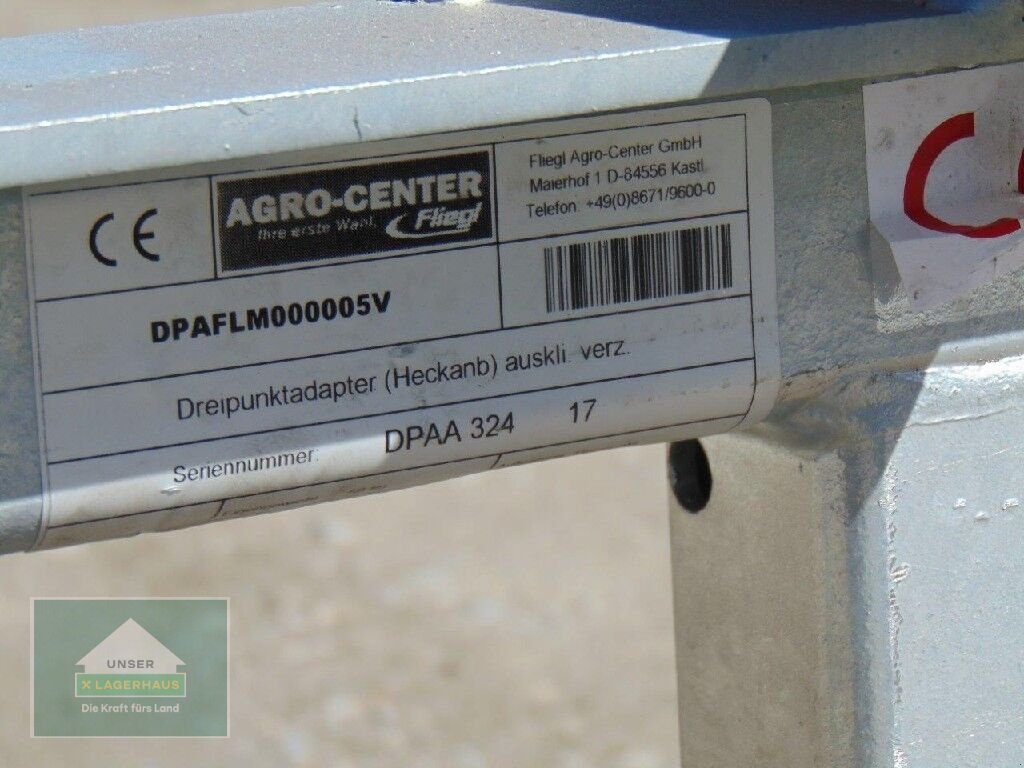 CE
AGRO-CENTER
Ihre erste Wahl.
Fliegl
Fliegl Agro-Center GmbH
Maierhof 1 D-84556 Kastl
Telefon: +49(0)8671/9600-0
DPAFLM000005V
Dreipunktadapter (Heckanb) auskli. verz.
Seriennummer: DPAA 324 17
UNSER
X LAGERHAUS
Die Kraft fürs Land